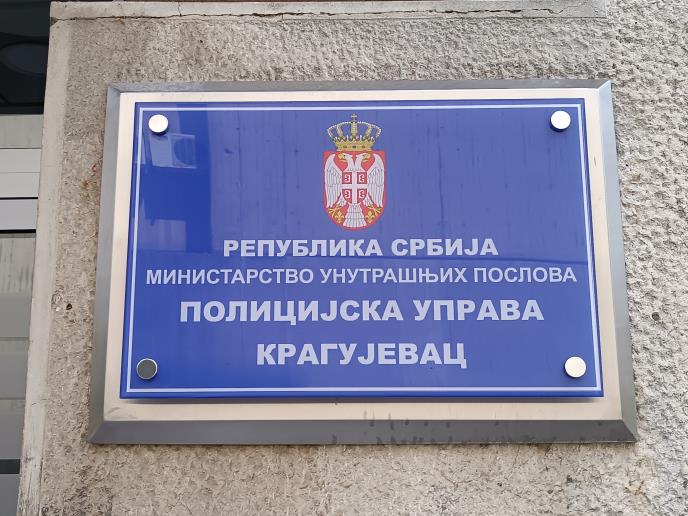 РЕПУБЛИКА СРБИЈА
МИНИСТАРСТВО УНУТРАШЊИХ ПОСЛОВА
ПОЛИЦИЈСКА УПРАВА
КРАГУЈЕВАЦ